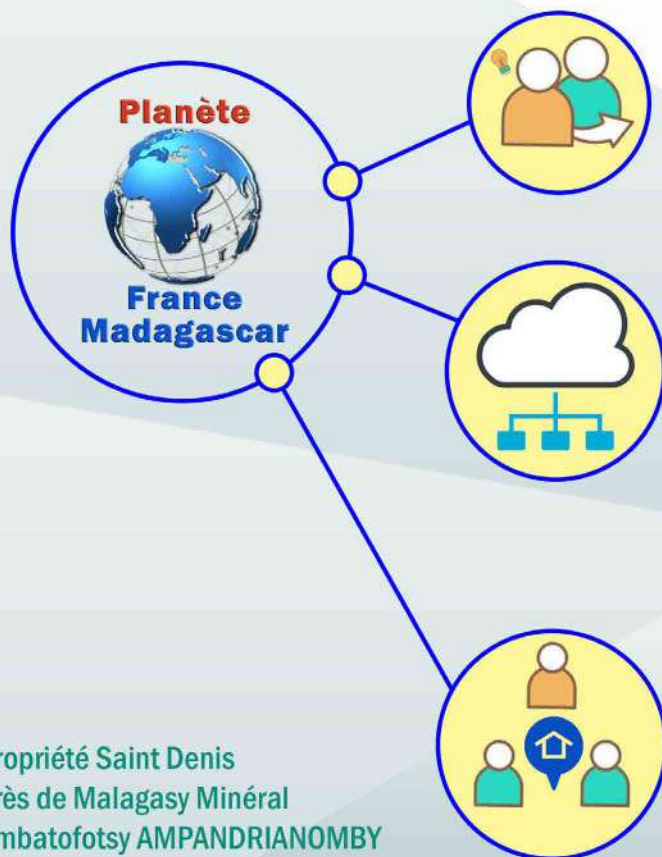 Planète
France
Madagascar
ropriété Saint Denis
rès de Malagasy Minéral
mbatofotsy AMPANDRIANOMBY